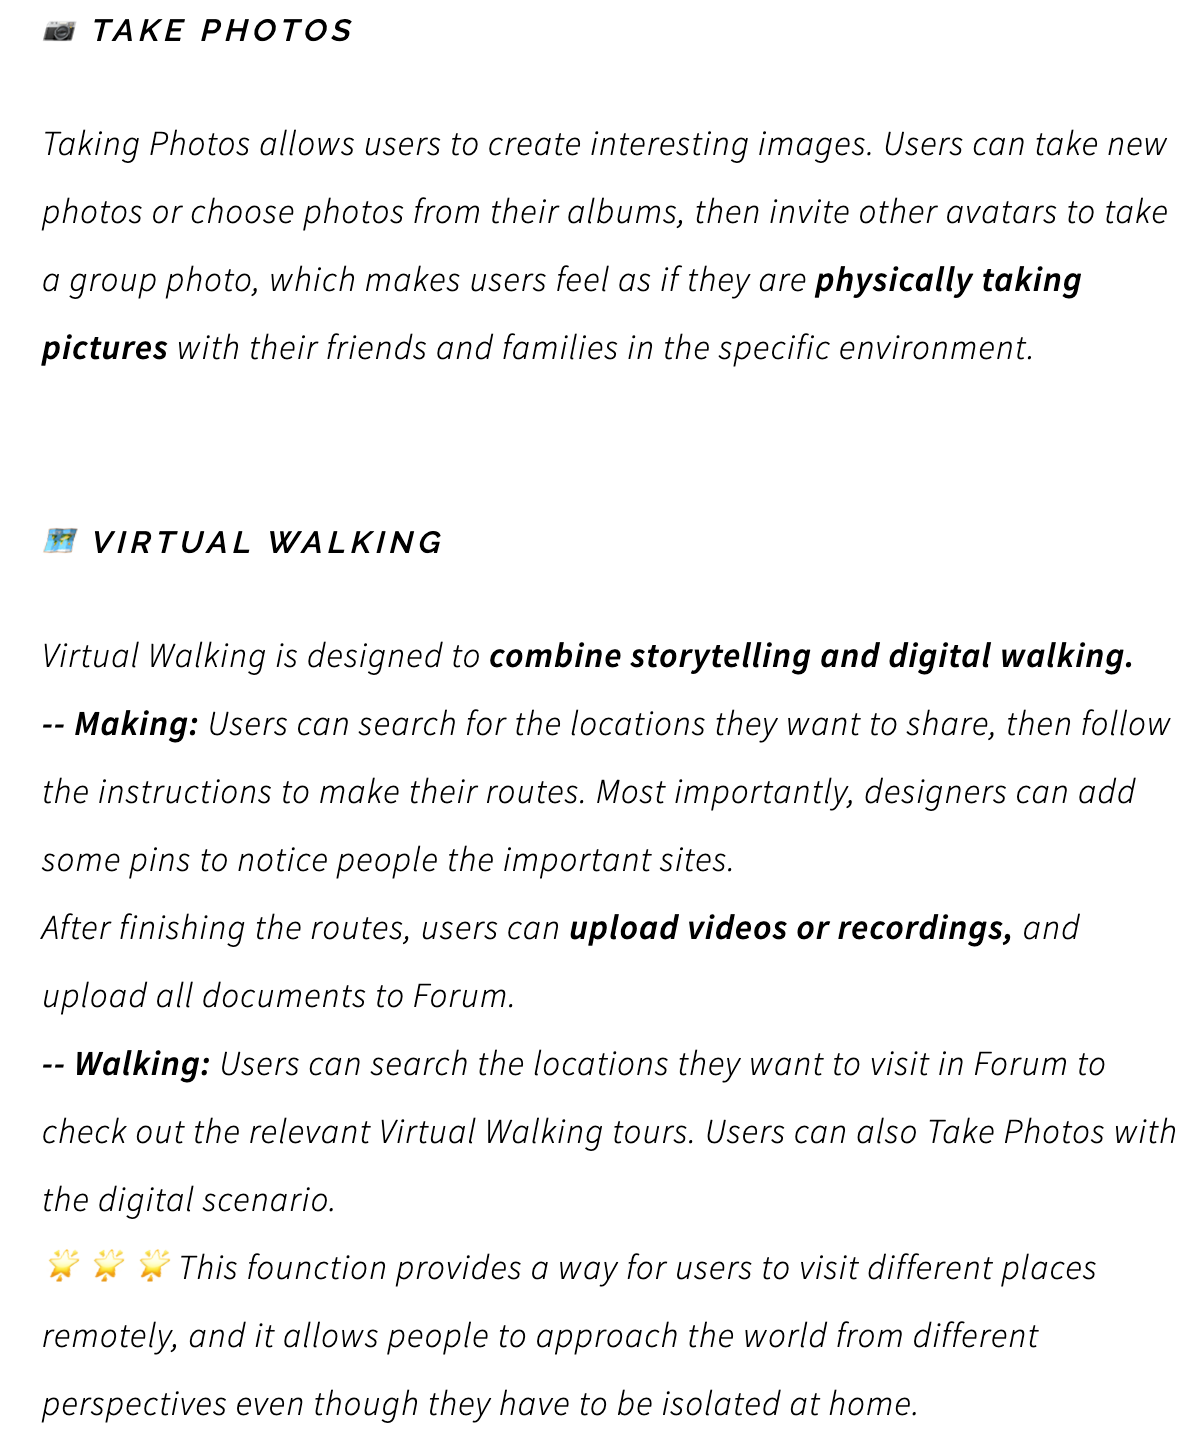 📷 TAKE PHOTOS
Taking Photos allows users to create interesting images. Users can take new
photos or choose photos from their albums, then invite other avatars to take
a group photo, which makes users feel as if they are physically taking
pictures with their friends and families in the specific environment.
🗺️ VIRTUAL WALKING
Virtual Walking is designed to combine storytelling and digital walking.
-- Making: Users can search for the locations they want to share, then follow
the instructions to make their routes. Most importantly, designers can add
some pins to notice people the important sites.
After finishing the routes, users can upload videos or recordings, and
upload all documents to Forum.
-- Walking: Users can search the locations they want to visit in Forum to
check out the relevant Virtual Walking tours. Users can also Take Photos with
the digital scenario.
🌟 🌟 🌟 This founction provides a way for users to visit different places
remotely, and it allows people to approach the world from different
perspectives even though they have to be isolated at home.